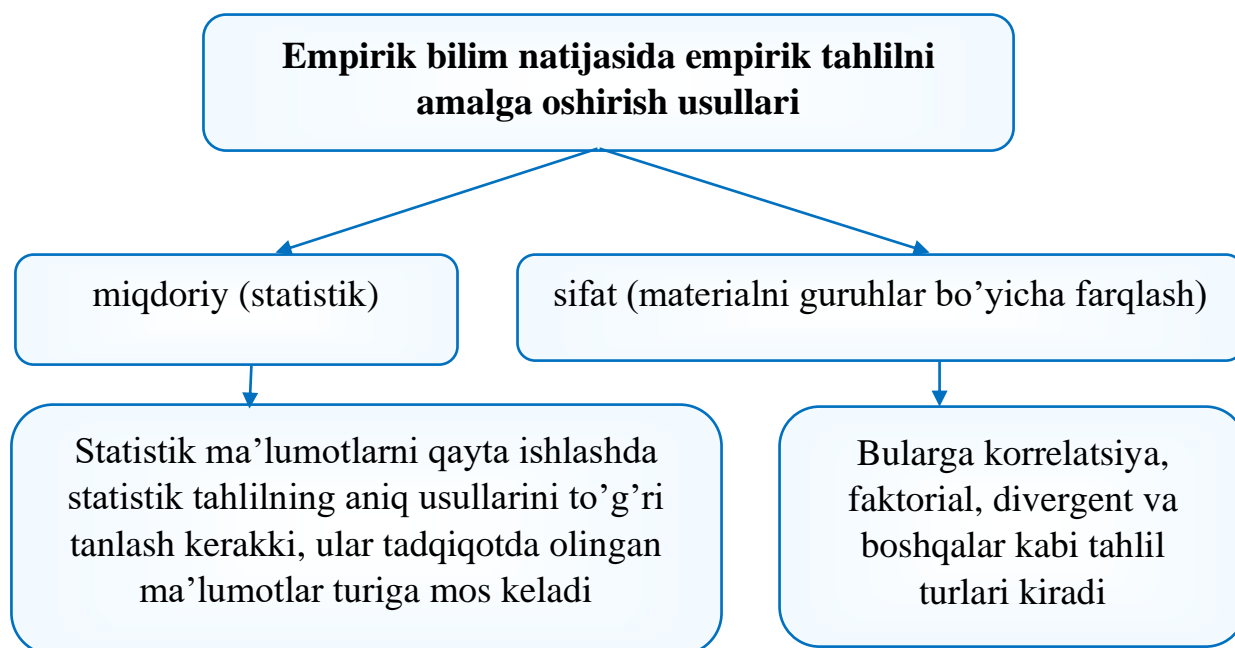 Empirik bilim natijasida empirik tahlilni
amalga oshirish usullari
miqdoriy (statistik)
sifat (materialni guruhlar bo’yicha farqlash)
Statistik ma’lumotlarni qayta ishlashda
statistik tahlilning aniq usullarini to’g’ri
tanlash kerakki, ular tadqiqotda olingan
ma’lumotlar turiga mos keladi
Bularga korrelatsiya,
faktorial, divergent va
boshqalar kabi tahlil
turlari kiradi